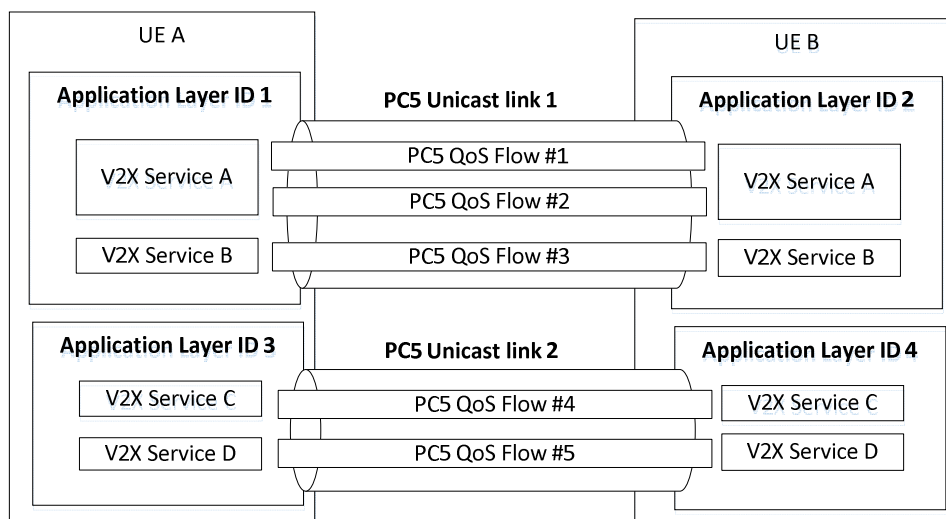 UE A
UE B
Application Layer ID 1
PC5 Unicast link 1
Application Layer ID 2
V2X Service A
PC5 QoS Flow #1
V2X Service A
PC5 QoS Flow #2
V2X Service B
PC5 QoS Flow #3
V2X Service B
Application Layer ID 3
PC5 Unicast link 2
Application Layer ID 4
V2X Service C
PC5 QoS Flow #4
V2X Service C
V2X Service D
PC5 QoS Flow #5
V2X Service D